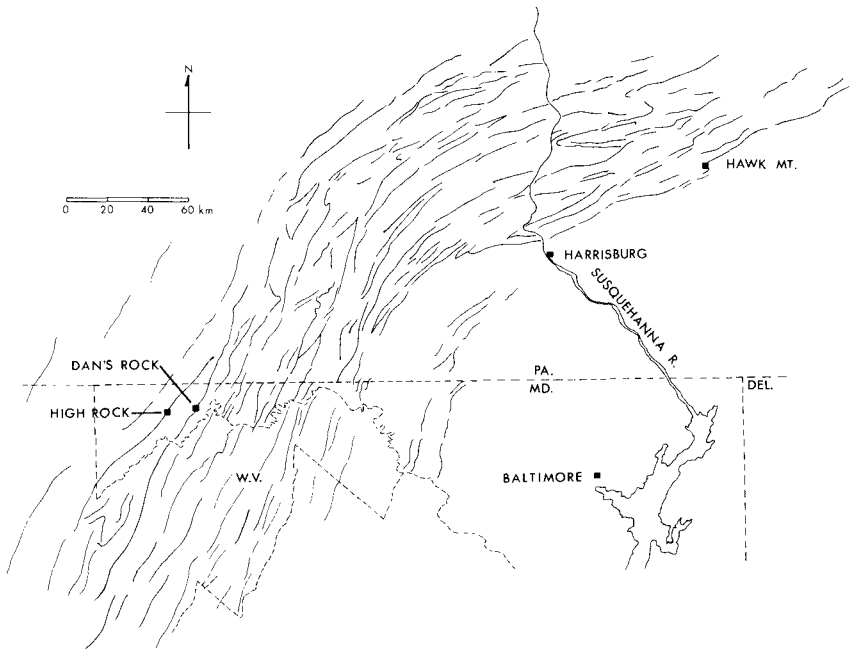 N
HAWK MT.
0 20 40 60 km
HARRISBURG
SUSQUEHANNA R.
DAN'S ROCK
PA.
MD.
DEL.
HIGH ROCK
W.V.
BALTIMORE